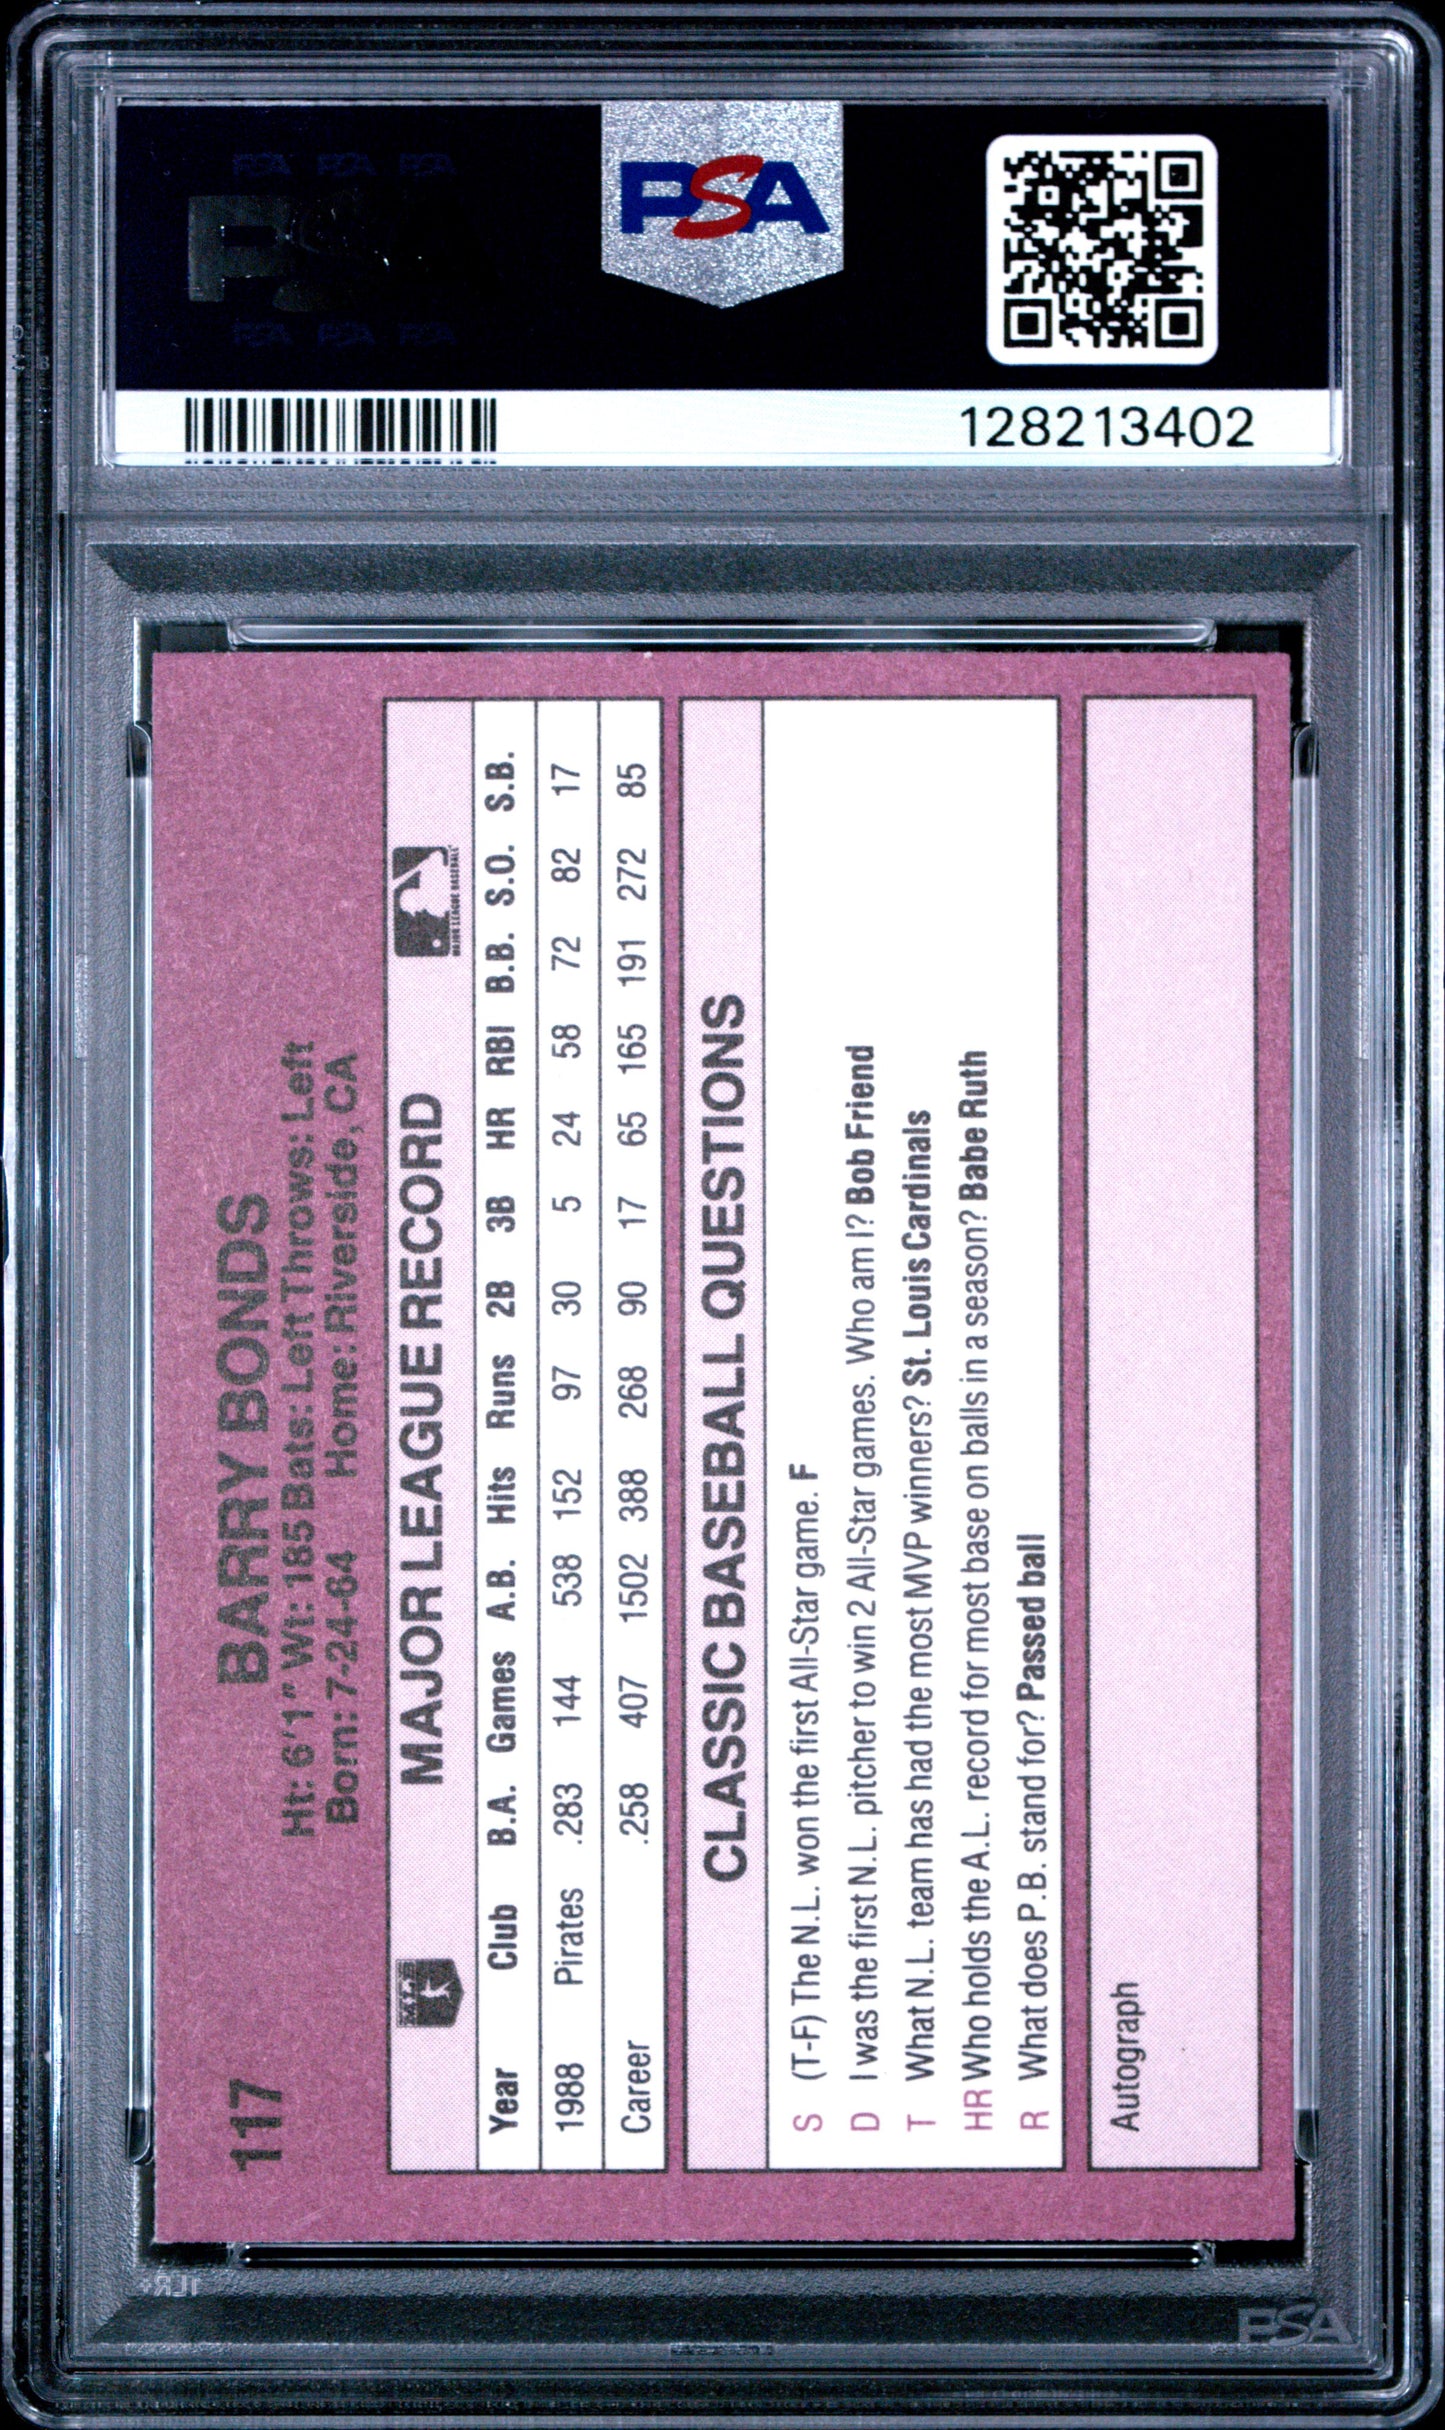 PSA
128213402
117
BARRY BONDS
Ht: 6'1" Wt: 185 Bats: Left Throws: Left
Born: 7-24-64 Home: Riverside, CA
MLB
MAJOR LEAGUE RECORD
MAJOR LEAGUE BASEBALL
Year Club B.A. Games A.B. Hits Runs 2B 3B HR RBI B.B. S.O. S.B.
1988 Pirates .283 144 538 152 97 30 5 24 58 72 82 17
Career .258 407 1502 388 268 90 17 65 165 191 272 85
CLASSIC BASEBALL QUESTIONS
S (T-F) The N.L. won the first All-Star game. F
D I was the first N.L. pitcher to win 2 All-Star games. Who am I? Bob Friend
T What N.L. team has had the most MVP winners? St. Louis Cardinals
HR Who holds the A.L. record for most base on balls in a season? Babe Ruth
R What does P.B. stand for? Passed ball
Autograph
PSA